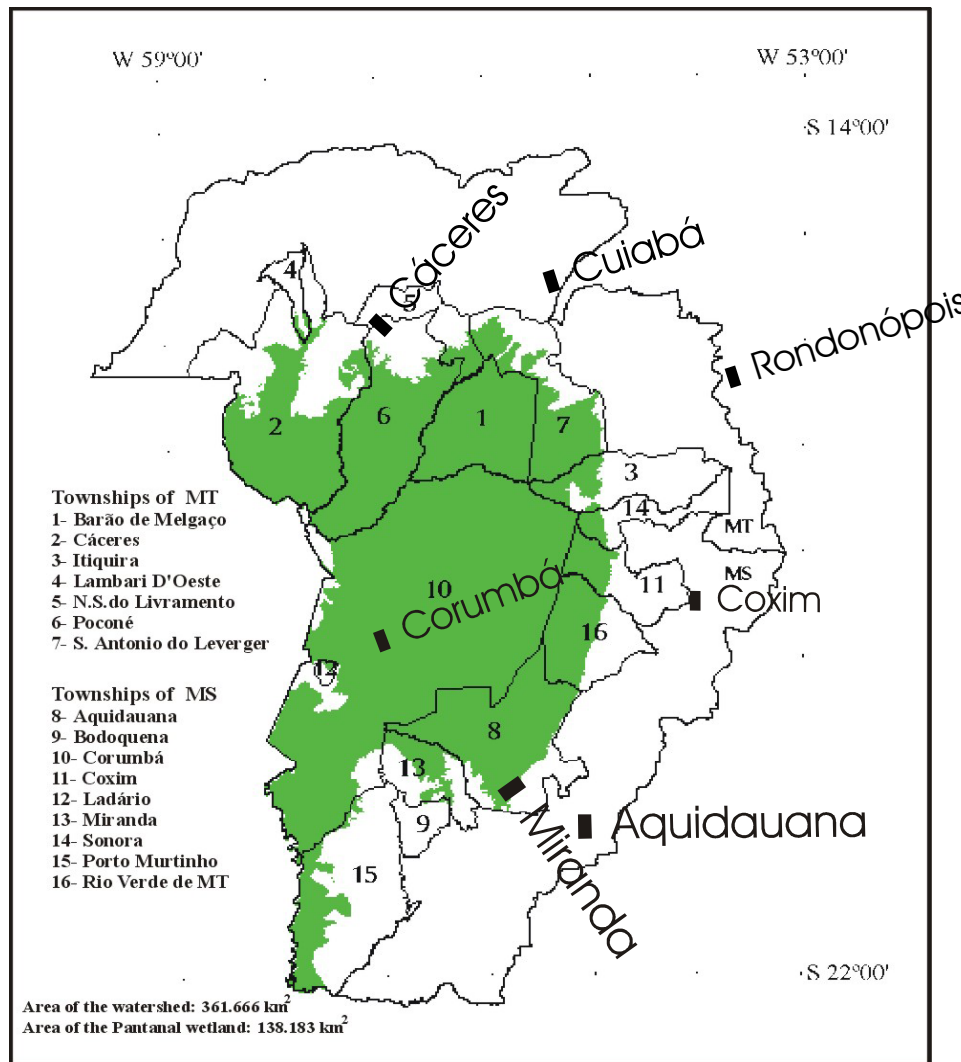 W 59º00'
W 53º00'
S 14º00'
Cáceres
Cuiabá
Rondonópois
4
5
2
6
1
7
3
14
MT
MS
10
Corumbá
11
Coxim
16
12
8
13
9
15
Miranda
Aquidauana
Townships of MT
1- Barão de Melgaço
2- Cáceres
3- Itiquira
4- Lambari D'Oeste
5- N.S.do Livramento
6- Poconé
7- S. Antonio do Leverger
Townships of MS
8- Aquidauana
9- Bodoquena
10- Corumbá
11- Coxim
12- Ladário
13- Miranda
14- Sonora
15- Porto Murtinho
16- Rio Verde de MT
S 22º00'
Area of the watershed: 361.666 km²
Area of the Pantanal wetland: 138.183 km²